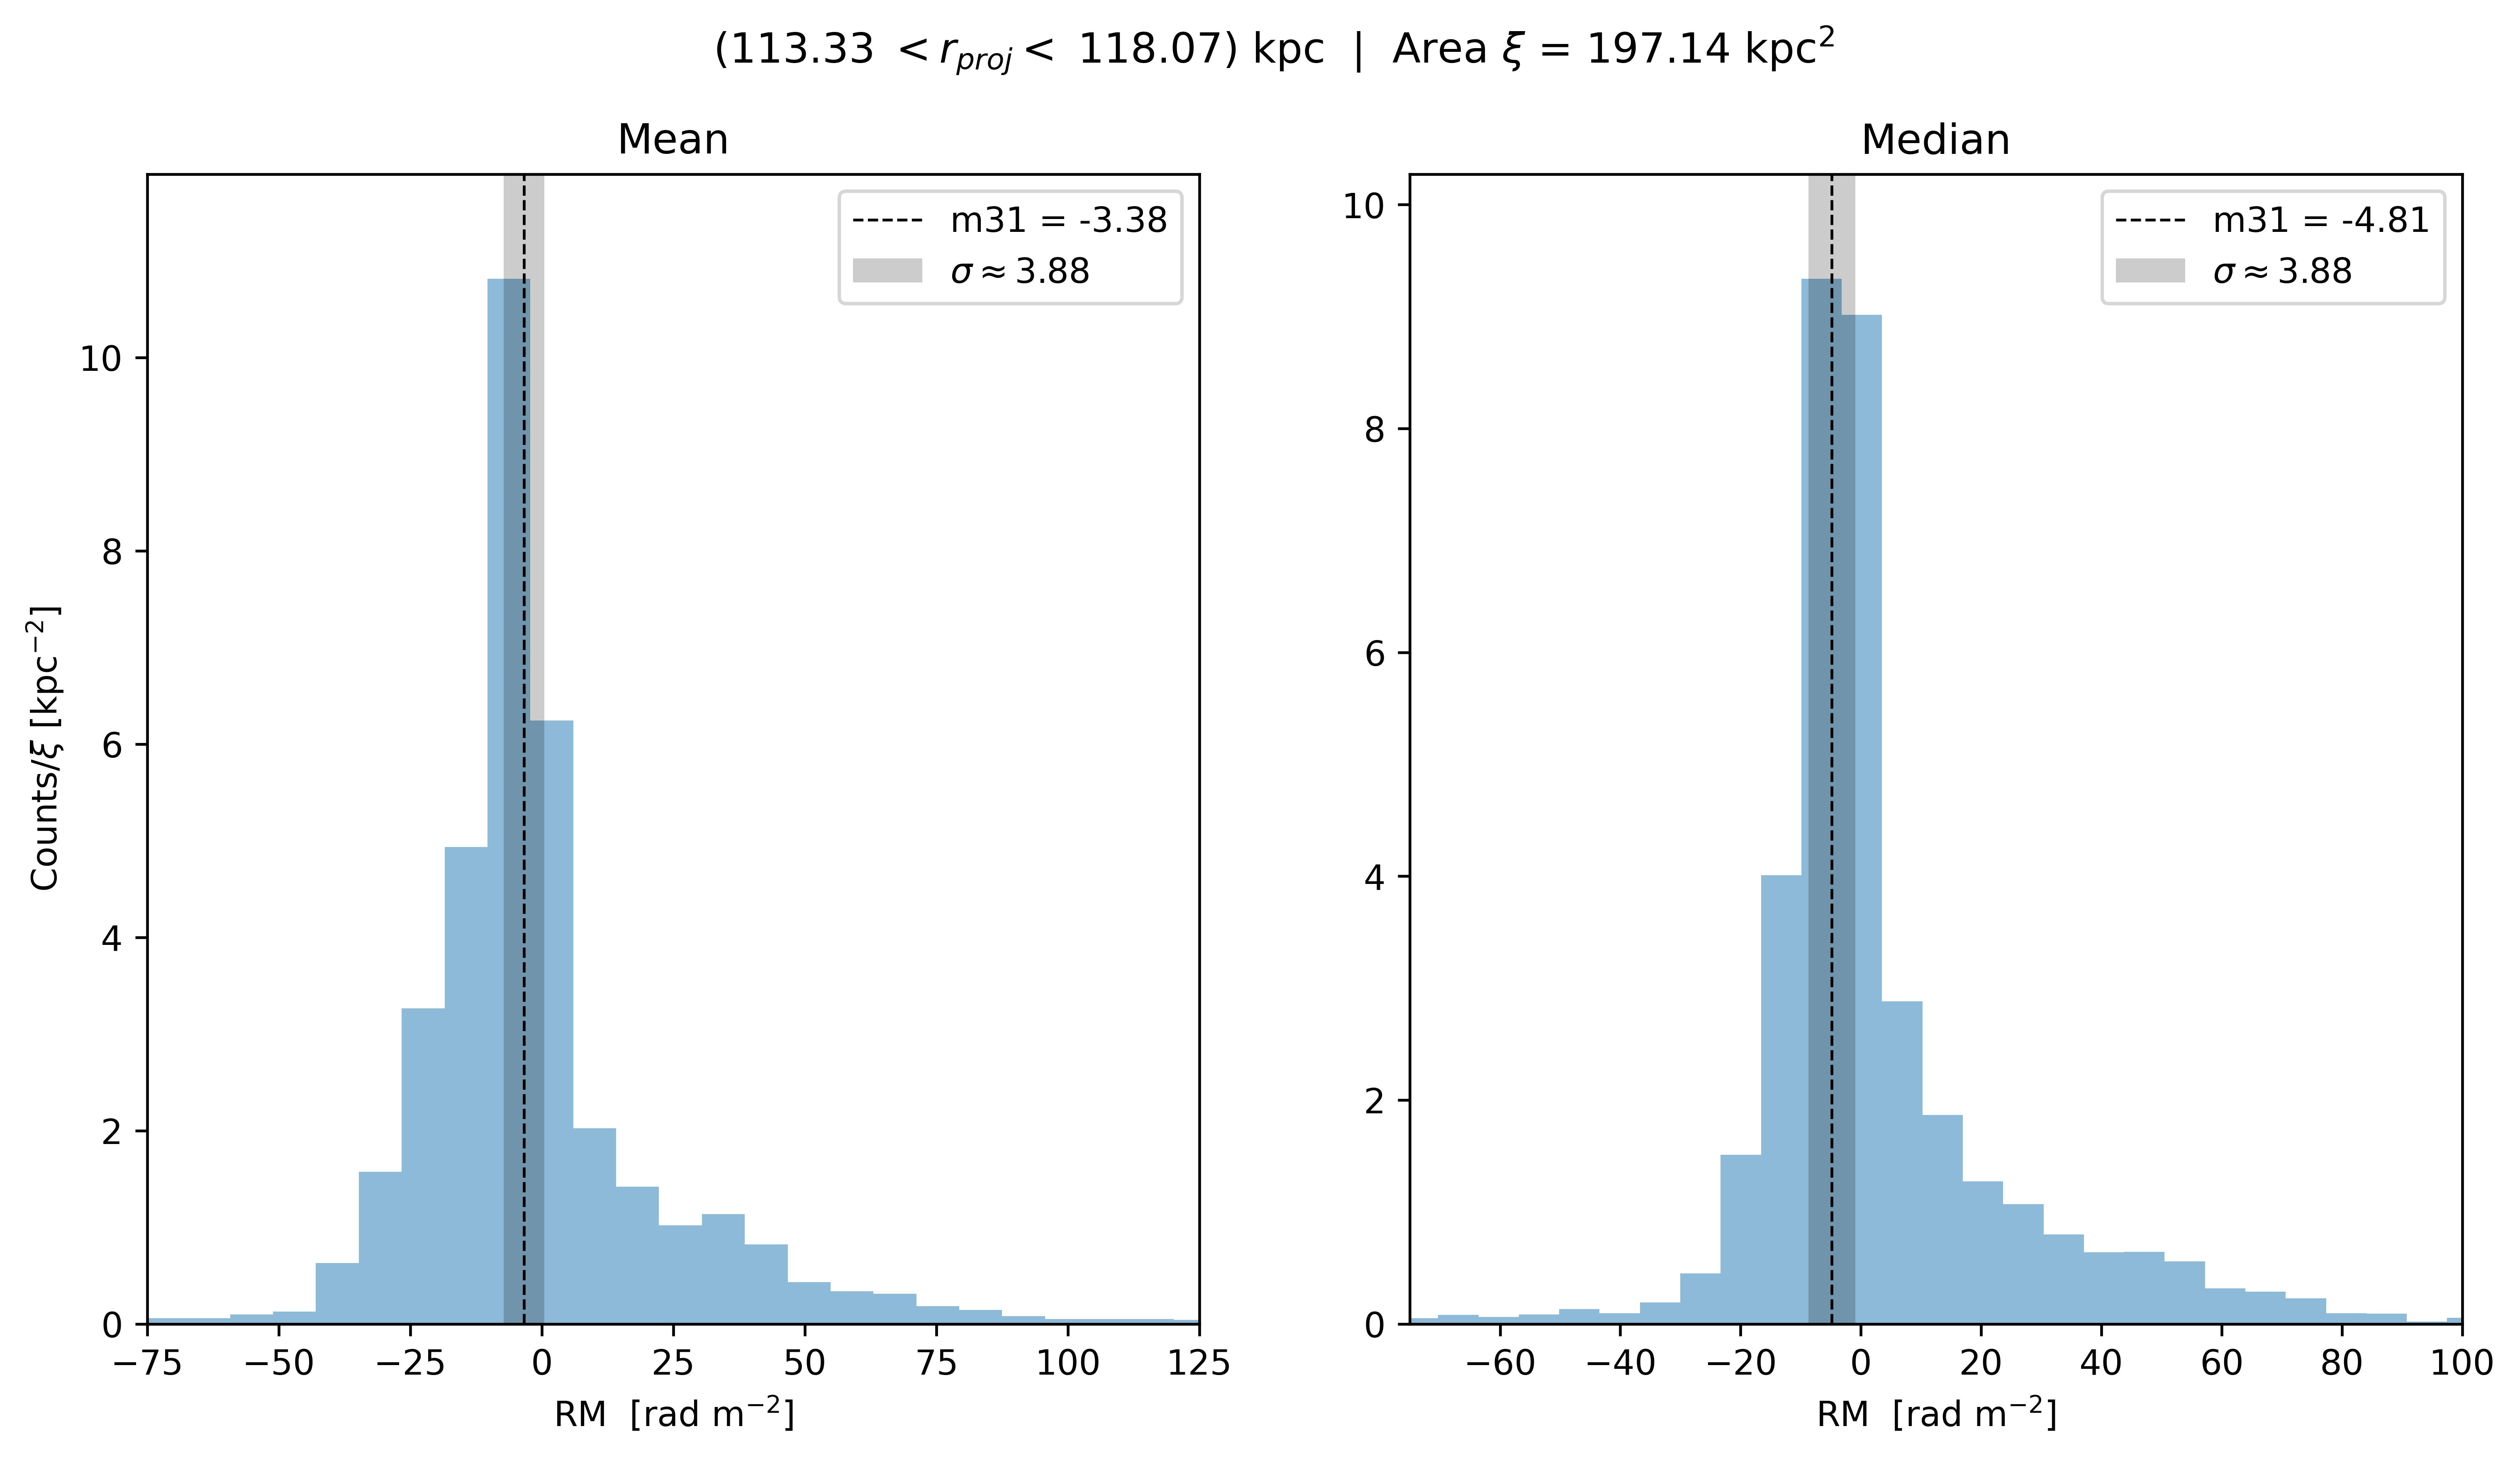 (113.33 < r_proj < 118.07) kpc | Area ξ = 197.14 kpc²
Mean
m31 = -3.38
σ ≈ 3.88
10
8
6
4
2
0
Counts/ξ [kpc⁻²]
−75 −50 −25 0 25 50 75 100 125
RM [rad m⁻²]
Median
m31 = -4.81
σ ≈ 3.88
10
8
6
4
2
0
−60 −40 −20 0 20 40 60 80 100
RM [rad m⁻²]